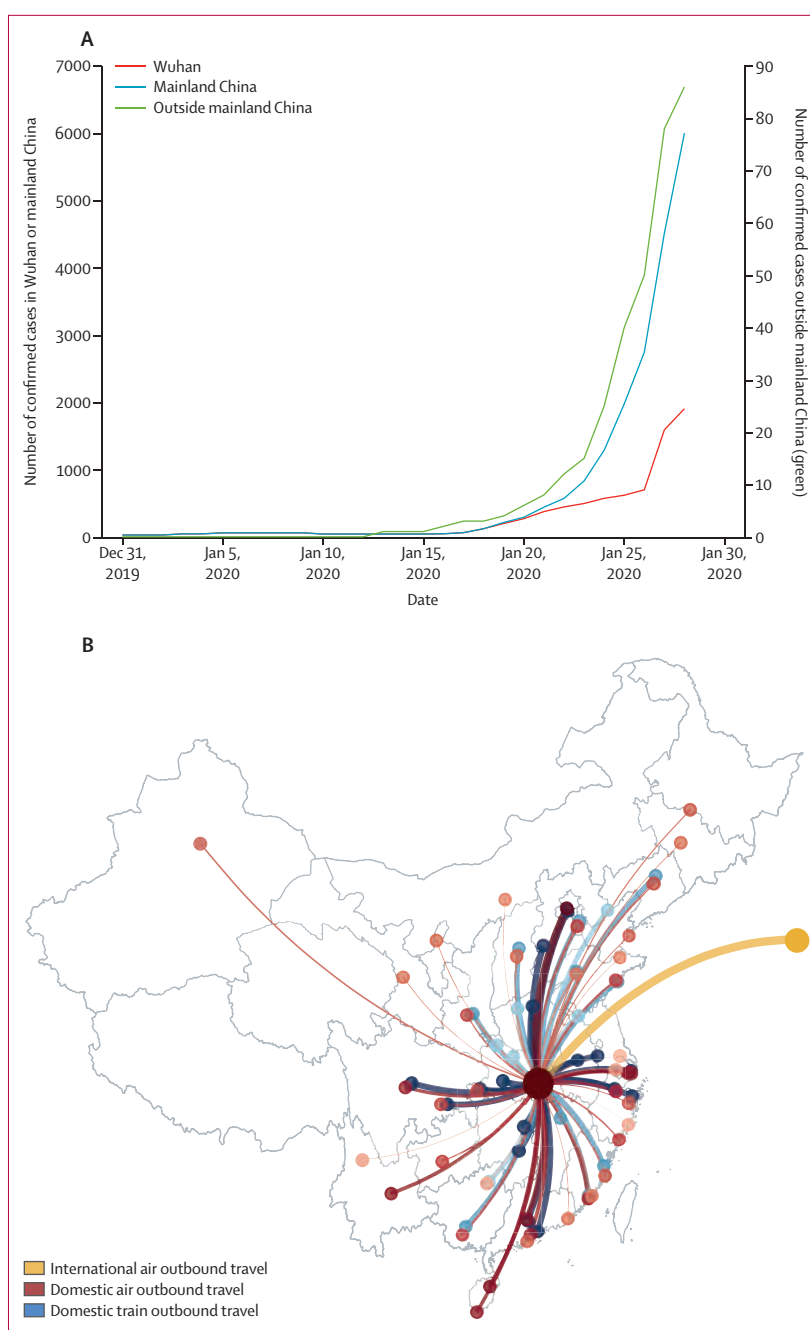 A
Wuhan
Mainland China
Outside mainland China
Number of confirmed cases in Wuhan or mainland China
7000
6000
5000
4000
3000
2000
1000
0
Number of confirmed cases outside mainland China (green)
90
80
70
60
50
40
30
20
10
0
Dec 31,
2019
Jan 5,
2020
Jan 10,
2020
Jan 15,
2020
Jan 20,
2020
Jan 25,
2020
Jan 30,
2020
Date
B
International air outbound travel
Domestic air outbound travel
Domestic train outbound travel